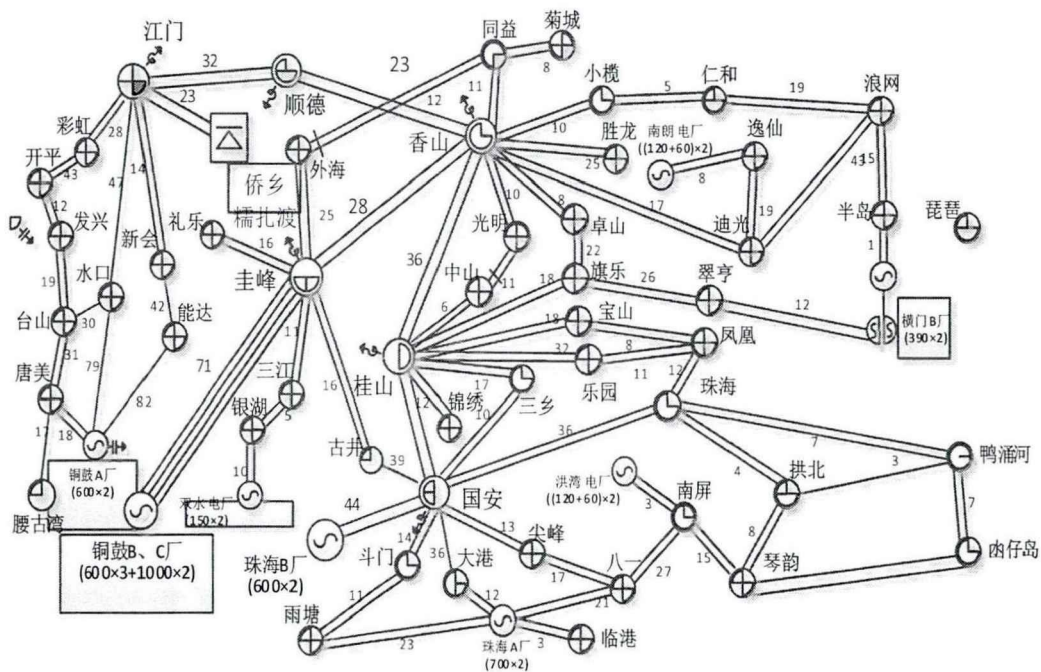 江门
同益
菊城
32
23
8
小榄
仁和
浪网
11
顺德
12
5
19
23
彩虹
28
香山
10
胜龙
南朗 电厂
((120+60)×2)
逸仙
开平
43
外海
25
43
15
14
47
侨乡
8
42
礼乐
糯扎渡
25
28
10
8
17
19
半岛
琵琶
发兴
新会
16
光明
卓山
迪光
1
水口
圭峰
36
中山
11
22
旗乐
翠亨
19
18
26
台山
30
42
能达
6
宝山
12
横门B厂
(390×2)
31
11
18
凤凰
79
71
三江
32
8
唐美
82
16
桂山
17
乐园
11
12
珠海
银湖
5
12
锦绣
10
三乡
18
古井
36
7
10
39
鸭涌河
铜鼓A厂
(600×2)
国安
洪湾 电厂
((120+60)×2)
4
拱北
3
腰古湾
(150×2)
44
南屏
3
铜鼓B、C厂
(600×3+1000×2)
珠海B厂
(600×2)
14
斗门
36
大港
13
尖峰
17
八一
27
15
8
琴韵
7
氹仔岛
雨塘
11
12
21
23
珠海A厂
(700×2)
3
临港